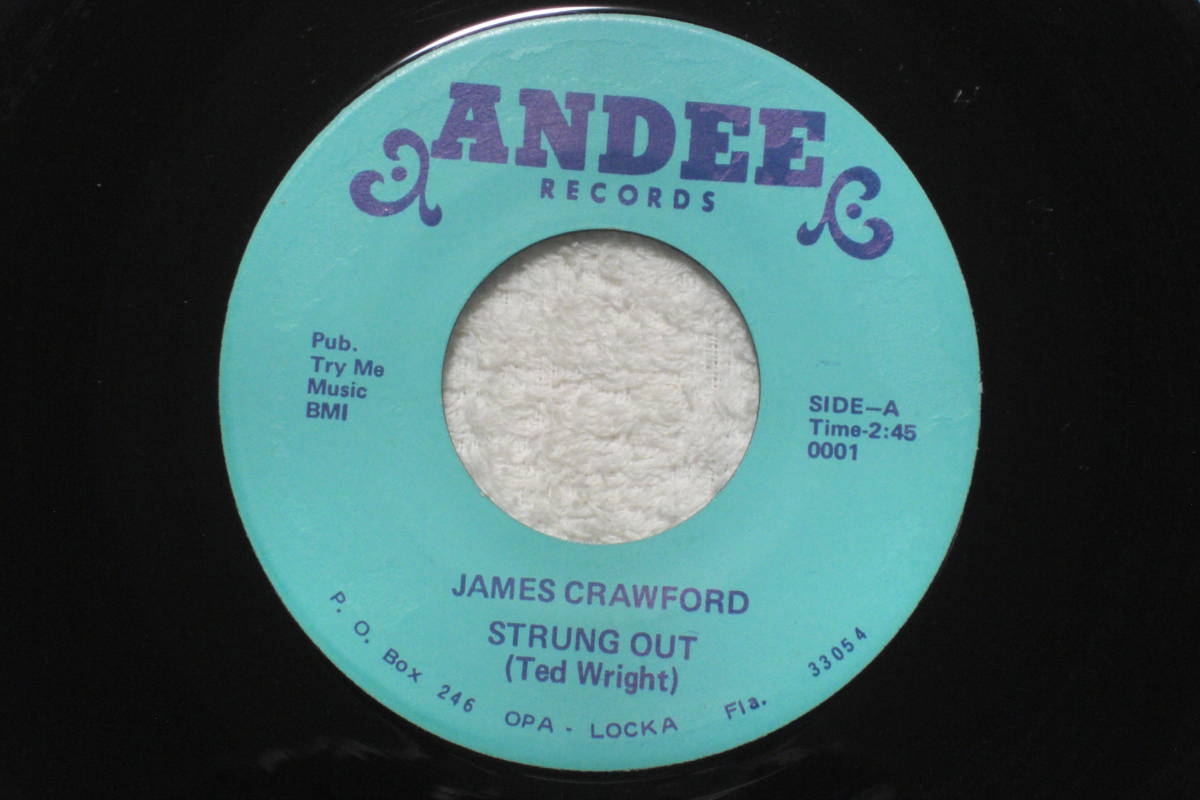 ANDEE
RECORDS
Pub.
Try Me
Music
BMI
SIDE-A
Time-2:45
0001
JAMES CRAWFORD
STRUNG OUT
(Ted Wright)
P. O. Box 246 OPA - LOCKA Fla. 33054